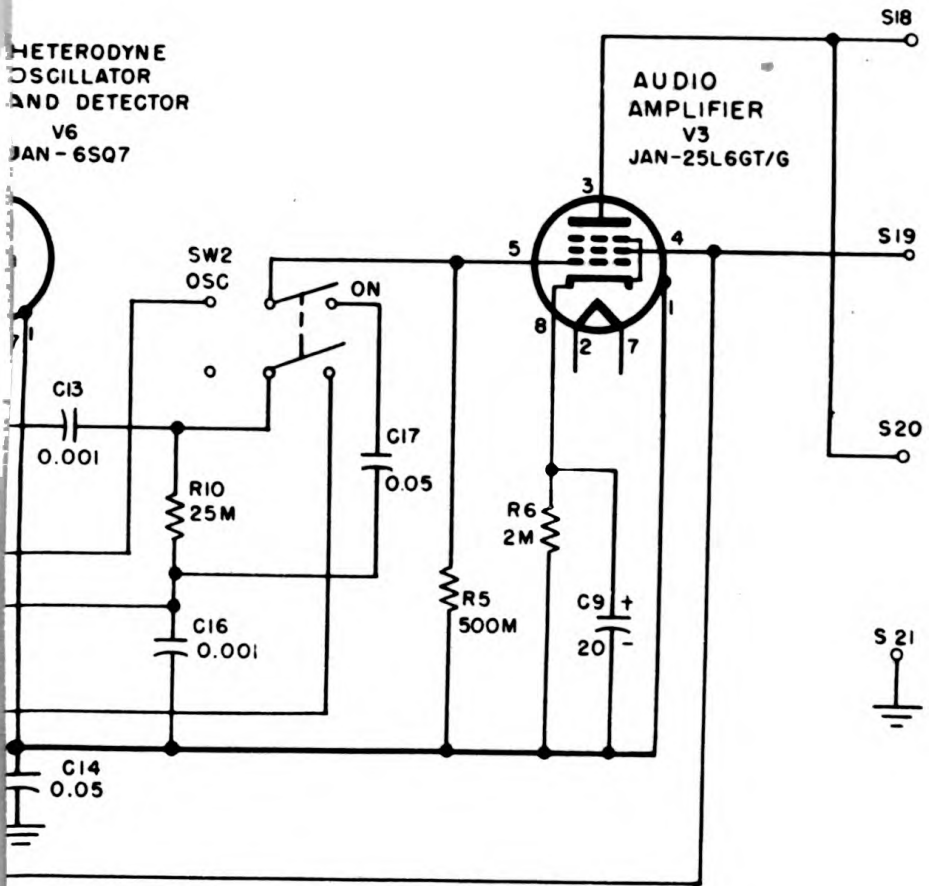 HETERODYNE
OSCILLATOR
AND DETECTOR
V6
JAN-6SQ7
AUDIO
AMPLIFIER
V3
JAN-25L6GT/G
S18
3
5
4
8
2
7
1
S19
SW2
OSC
ON
1
7
C13
0.001
C17
0.05
S20
R10
25M
R6
2M
R5
500M
C9
+
20
-
C16
0.001
S 21
C14
0.05